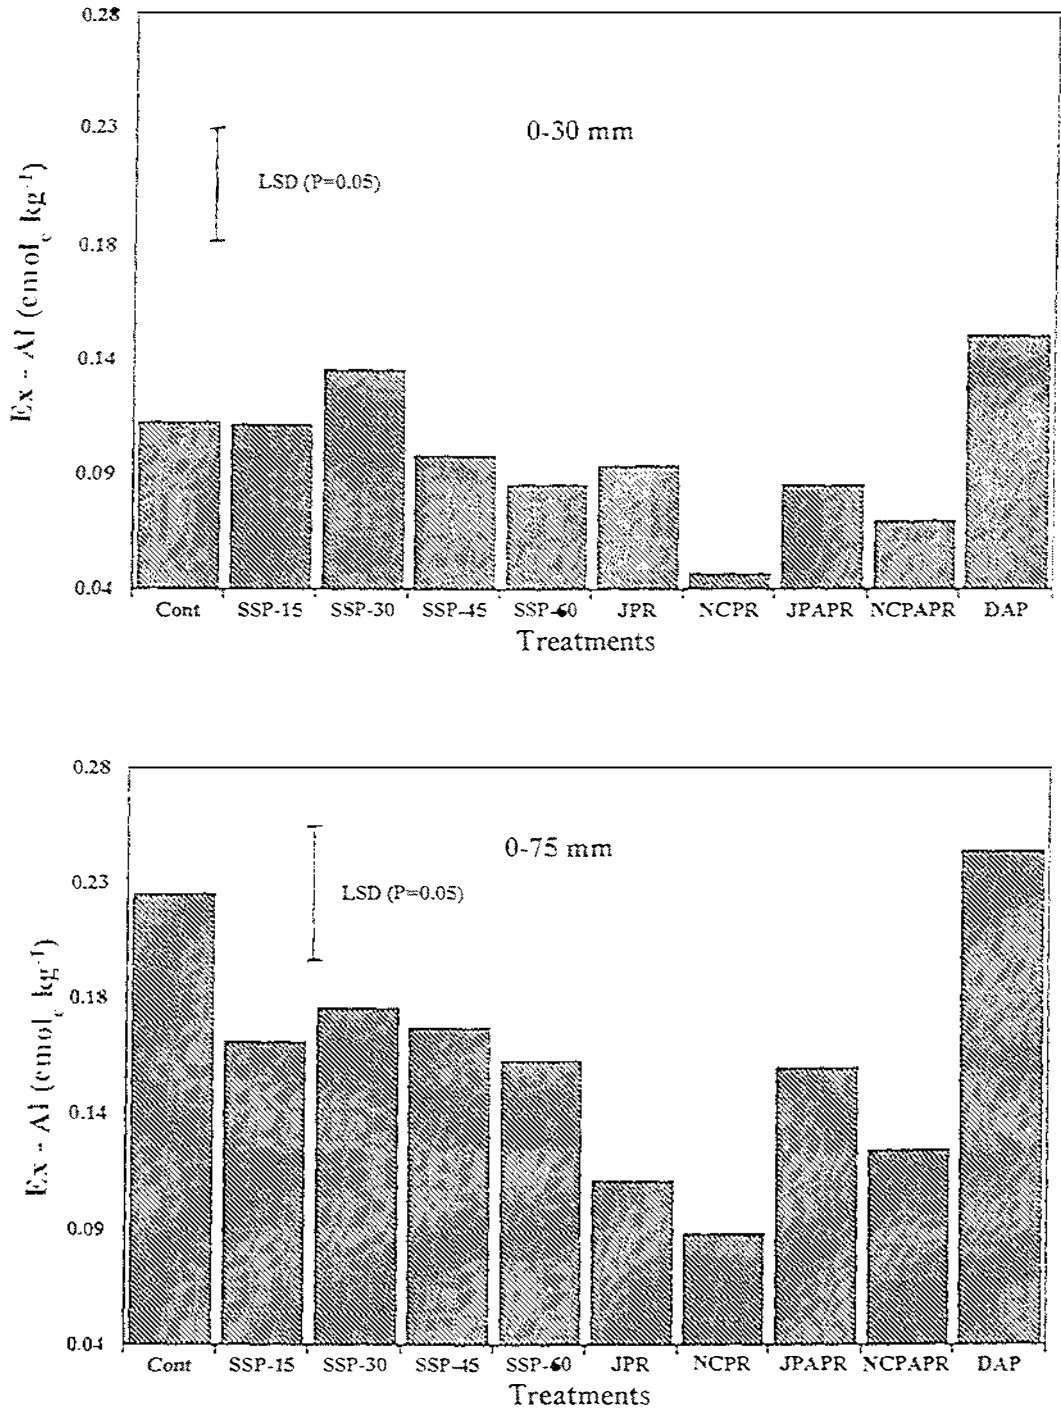 0.28
0.23
0-30 mm
LSD (P=0.05)
0.18
0.14
0.09
0.04
Ex - Al (cmol_c kg⁻¹)
Cont SSP-15 SSP-30 SSP-45 SSP-60 JPR NCPR JPAPR NCPAPR DAP
Treatments
0.28
0-75 mm
0.23
LSD (P=0.05)
0.18
0.14
0.09
0.04
Ex - Al (cmol_c kg⁻¹)
Cont SSP-15 SSP-30 SSP-45 SSP-60 JPR NCPR JPAPR NCPAPR DAP
Treatments